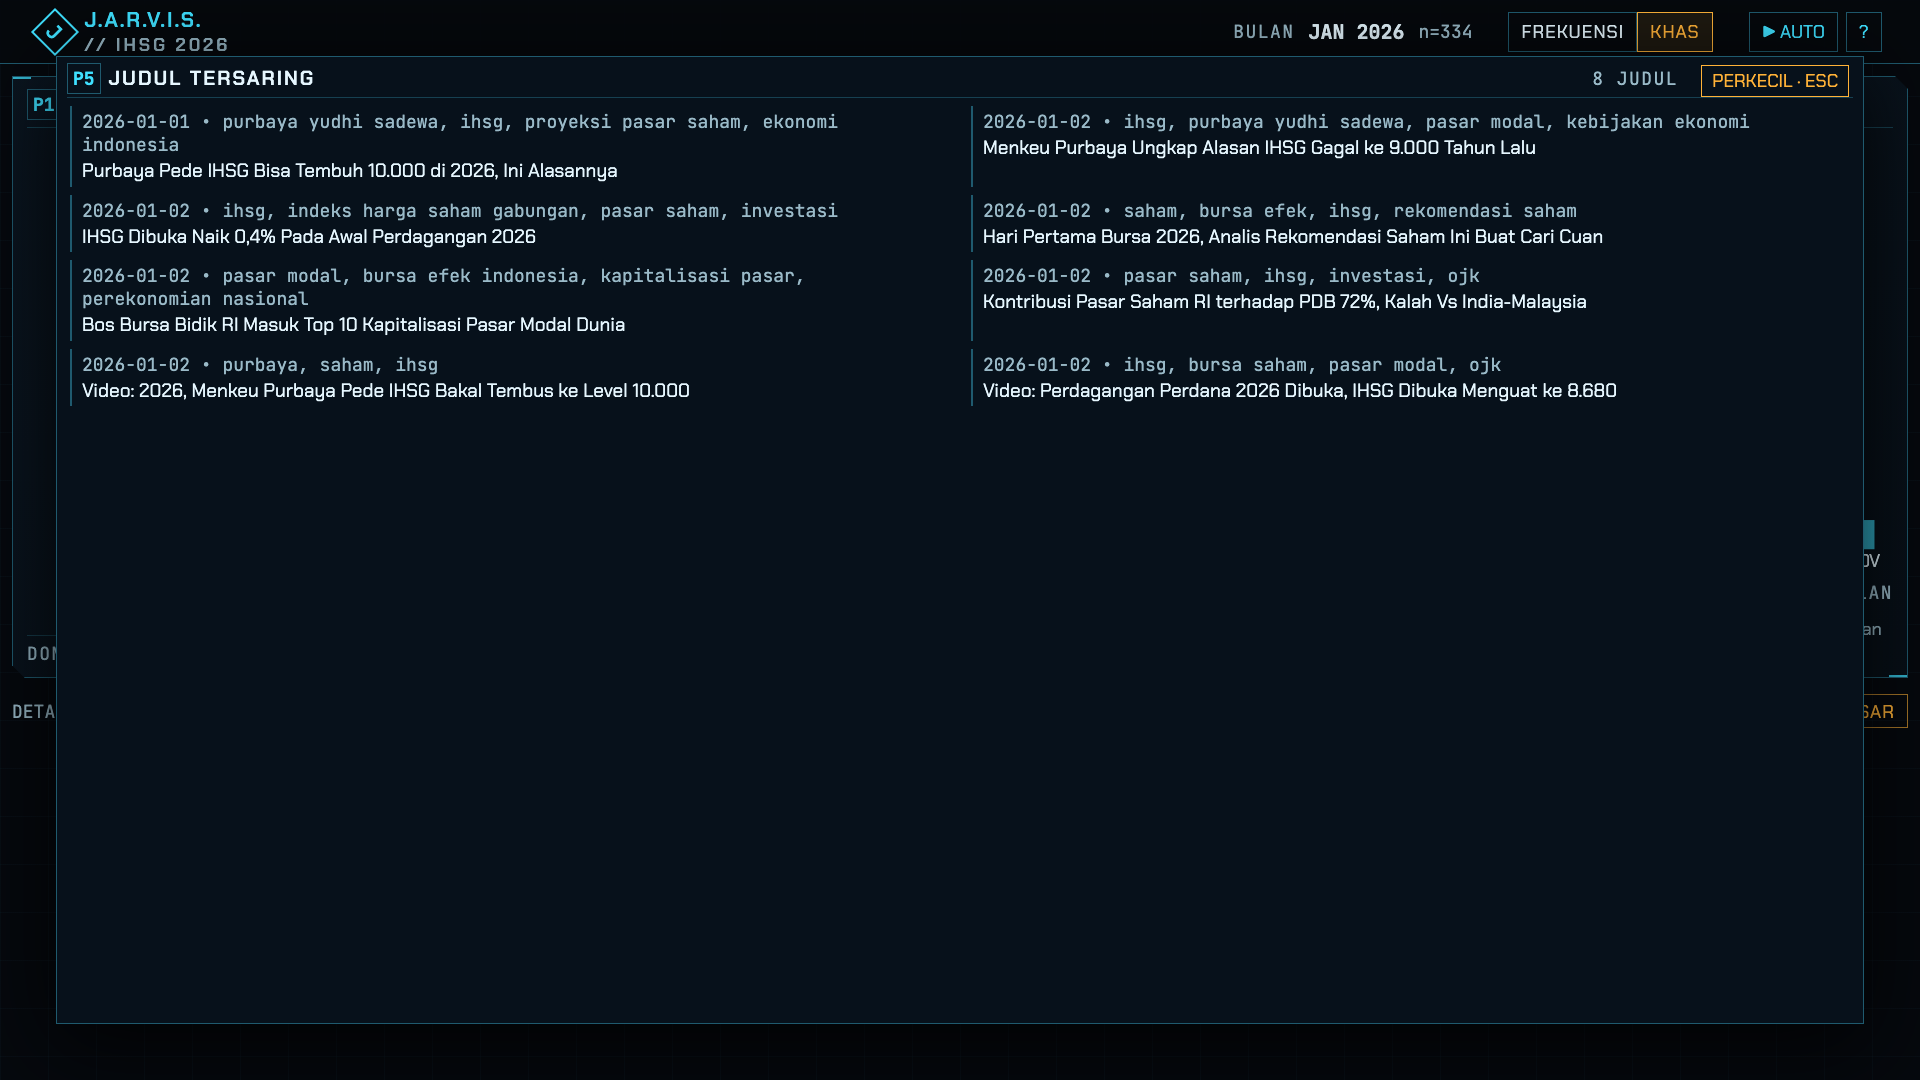 J.A.R.V.I.S.
// IHSG 2026
BULAN JAN 2026 n=334
FREKUENSI KHAS
▶ AUTO
?
P1
P5 JUDUL TERSARING
8 JUDUL
PERKECIL · ESC
2026-01-01 • purbaya yudhi sadewa, ihsg, proyeksi pasar saham, ekonomi
indonesia
Purbaya Pede IHSG Bisa Tembuh 10.000 di 2026, Ini Alasannya
2026-01-02 • ihsg, purbaya yudhi sadewa, pasar modal, kebijakan ekonomi
Menkeu Purbaya Ungkap Alasan IHSG Gagal ke 9.000 Tahun Lalu
2026-01-02 • ihsg, indeks harga saham gabungan, pasar saham, investasi
IHSG Dibuka Naik 0,4% Pada Awal Perdagangan 2026
2026-01-02 • saham, bursa efek, ihsg, rekomendasi saham
Hari Pertama Bursa 2026, Analis Rekomendasi Saham Ini Buat Cari Cuan
2026-01-02 • pasar modal, bursa efek indonesia, kapitalisasi pasar,
perekonomian nasional
Bos Bursa Bidik RI Masuk Top 10 Kapitalisasi Pasar Modal Dunia
2026-01-02 • pasar saham, ihsg, investasi, ojk
Kontribusi Pasar Saham RI terhadap PDB 72%, Kalah Vs India-Malaysia
2026-01-02 • purbaya, saham, ihsg
Video: 2026, Menkeu Purbaya Pede IHSG Bakal Tembus ke Level 10.000
2026-01-02 • ihsg, bursa saham, pasar modal, ojk
Video: Perdagangan Perdana 2026 Dibuka, IHSG Dibuka Menguat ke 8.680